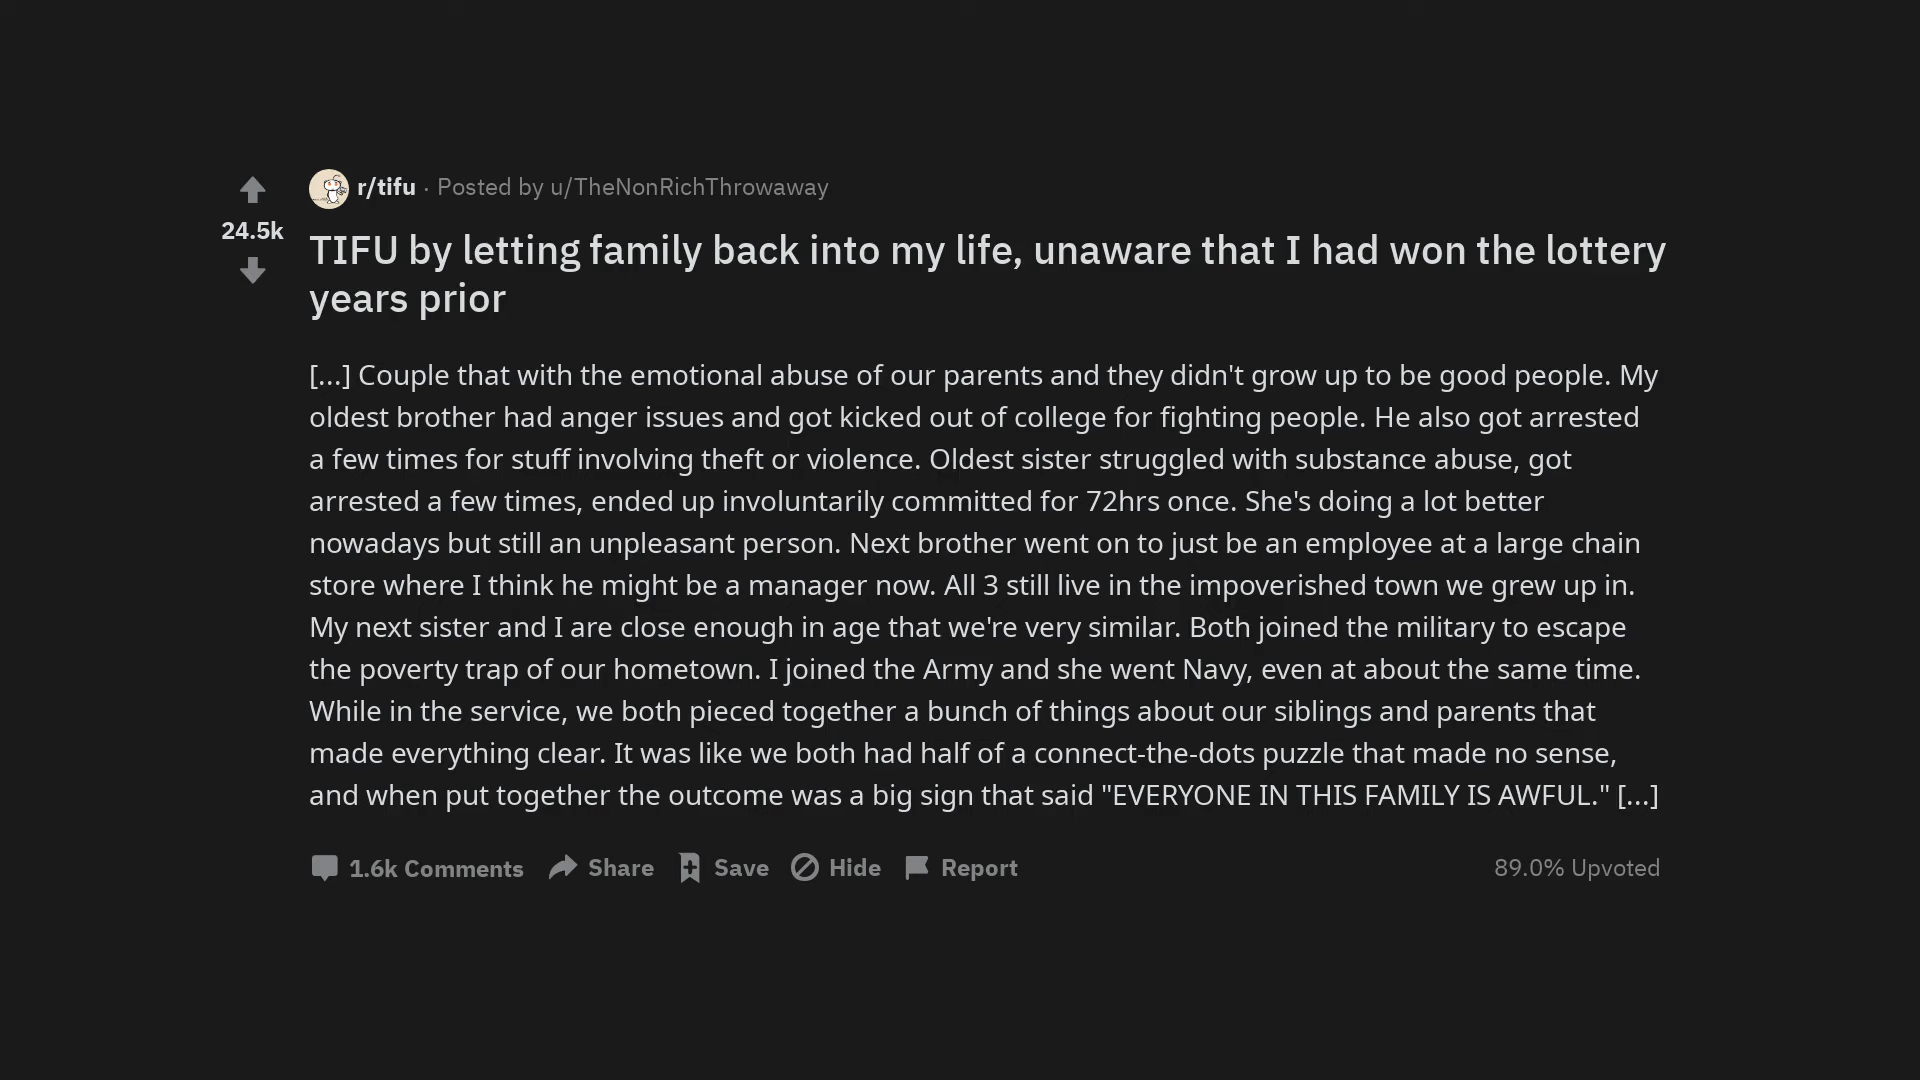 r/tifu · Posted by u/TheNonRichThrowaway
24.5k
TIFU by letting family back into my life, unaware that I had won the lottery
years prior
[...] Couple that with the emotional abuse of our parents and they didn't grow up to be good people. My
oldest brother had anger issues and got kicked out of college for fighting people. He also got arrested
a few times for stuff involving theft or violence. Oldest sister struggled with substance abuse, got
arrested a few times, ended up involuntarily committed for 72hrs once. She's doing a lot better
nowadays but still an unpleasant person. Next brother went on to just be an employee at a large chain
store where I think he might be a manager now. All 3 still live in the impoverished town we grew up in.
My next sister and I are close enough in age that we're very similar. Both joined the military to escape
the poverty trap of our hometown. I joined the Army and she went Navy, even at about the same time.
While in the service, we both pieced together a bunch of things about our siblings and parents that
made everything clear. It was like we both had half of a connect-the-dots puzzle that made no sense,
and when put together the outcome was a big sign that said "EVERYONE IN THIS FAMILY IS AWFUL." [...]
1.6k Comments Share Save Hide Report 89.0% Upvoted